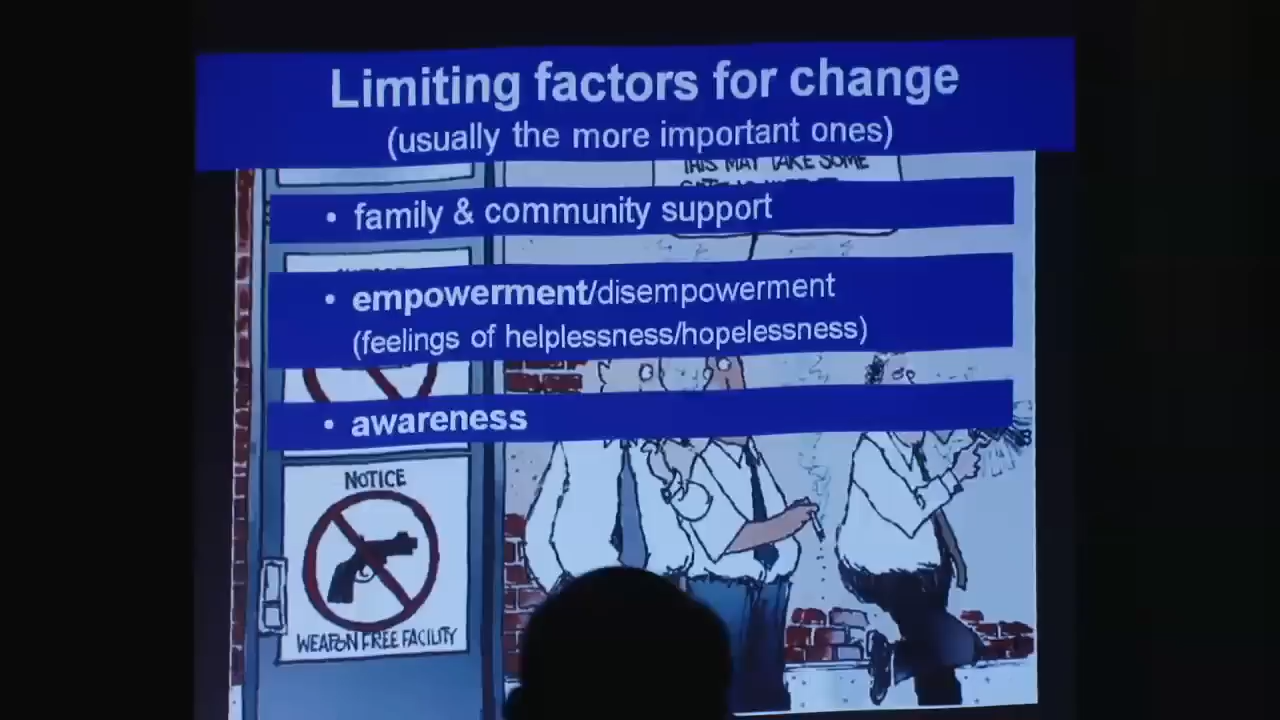 Limiting factors for change
(usually the more important ones)
THIS MAY TAKE SOME
• family & community support
• empowerment/disempowerment
(feelings of helplessness/hopelessness)
• awareness
NOTICE
WEAPON FREE FACILITY